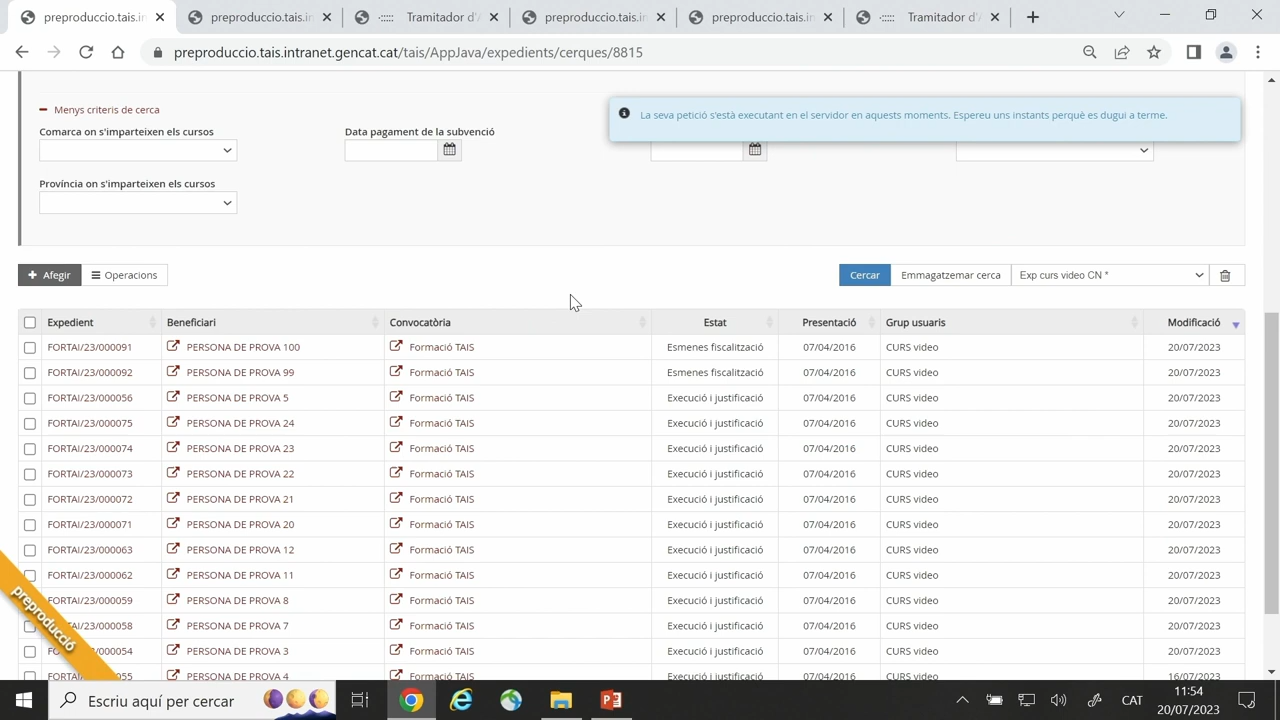 preproduccio.tais.in
preproduccio.tais.in
Tramitador d'A
preproduccio.tais.in
preproduccio.tais.in
Tramitador d'
preproduccio.tais.intranet.gencat.cat/tais/AppJava/expedients/cerques/8815
Menys criteris de cerca
La seva petició s'està executant en el servidor en aquests moments. Espereu uns instants perquè es dugui a terme.
Comarca on s'imparteixen els cursos
Data pagament de la subvenció
Província on s'imparteixen els cursos
Afegir
Operacions
Cercar
Emmagatzemar cerca
Exp curs video CN *
Expedient Beneficiari Convocatòria Estat Presentació Grup usuaris Modificació
FORTAI/23/000091 PERSONA DE PROVA 100 Formació TAIS Esmenes fiscalització 07/04/2016 CURS video 20/07/2023
FORTAI/23/000092 PERSONA DE PROVA 99 Formació TAIS Esmenes fiscalització 07/04/2016 CURS video 20/07/2023
FORTAI/23/000056 PERSONA DE PROVA 5 Formació TAIS Execució i justificació 07/04/2016 CURS video 20/07/2023
FORTAI/23/000075 PERSONA DE PROVA 24 Formació TAIS Execució i justificació 07/04/2016 CURS video 20/07/2023
FORTAI/23/000074 PERSONA DE PROVA 23 Formació TAIS Execució i justificació 07/04/2016 CURS video 20/07/2023
FORTAI/23/000073 PERSONA DE PROVA 22 Formació TAIS Execució i justificació 07/04/2016 CURS video 20/07/2023
FORTAI/23/000072 PERSONA DE PROVA 21 Formació TAIS Execució i justificació 07/04/2016 CURS video 20/07/2023
FORTAI/23/000071 PERSONA DE PROVA 20 Formació TAIS Execució i justificació 07/04/2016 CURS video 20/07/2023
FORTAI/23/000063 PERSONA DE PROVA 12 Formació TAIS Execució i justificació 07/04/2016 CURS video 20/07/2023
FORTAI/23/000062 PERSONA DE PROVA 11 Formació TAIS Execució i justificació 07/04/2016 CURS video 20/07/2023
FORTAI/23/000059 PERSONA DE PROVA 8 Formació TAIS Execució i justificació 07/04/2016 CURS video 20/07/2023
FORTAI/23/000058 PERSONA DE PROVA 7 Formació TAIS Execució i justificació 07/04/2016 CURS video 20/07/2023
FORTAI/23/000054 PERSONA DE PROVA 3 Formació TAIS Execució i justificació 07/04/2016 CURS video 20/07/2023
PERSONA DE PROVA 4 Formació TAIS Execució i justificació 07/04/2016 CURS video 16/07/2023
preproducció
Escriu aquí per cercar
CAT
11:54
20/07/2023